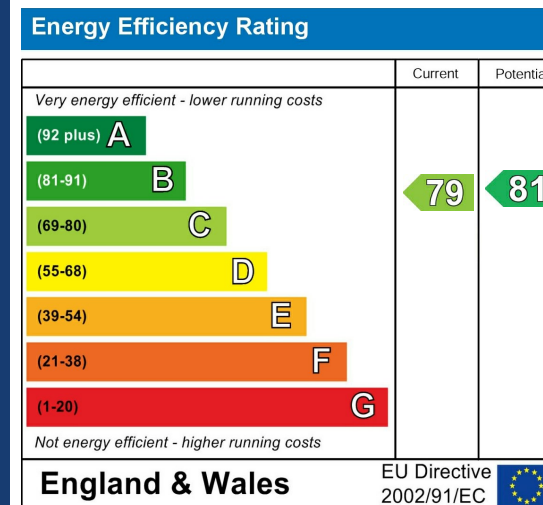 Energy Efficiency Rating
Current Potentia
Very energy efficient - lower running costs
(92 plus) A
(81-91) B
79 81
(69-80) C
(55-68) D
(39-54) E
(21-38) F
(1-20) G
Not energy efficient - higher running costs
England & Wales
EU Directive
2002/91/EC